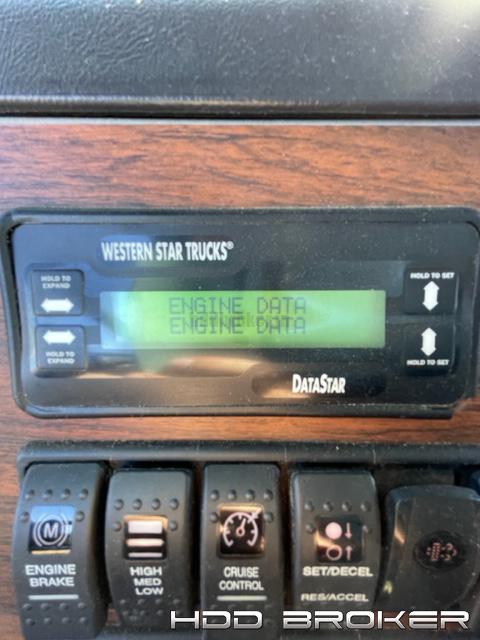 WESTERN STAR TRUCKS®
HOLD TO
EXPAND
HOLD TO SET
ENGINE DATA
ENGINE DATA
HOLD TO
EXPAND
HOLD TO SET
DATASTAR
M
ENGINE
BRAKE
HIGH
MED
LOW
CRUISE
CONTROL
SET/DECEL
RES/ACCEL
HDD BROKER